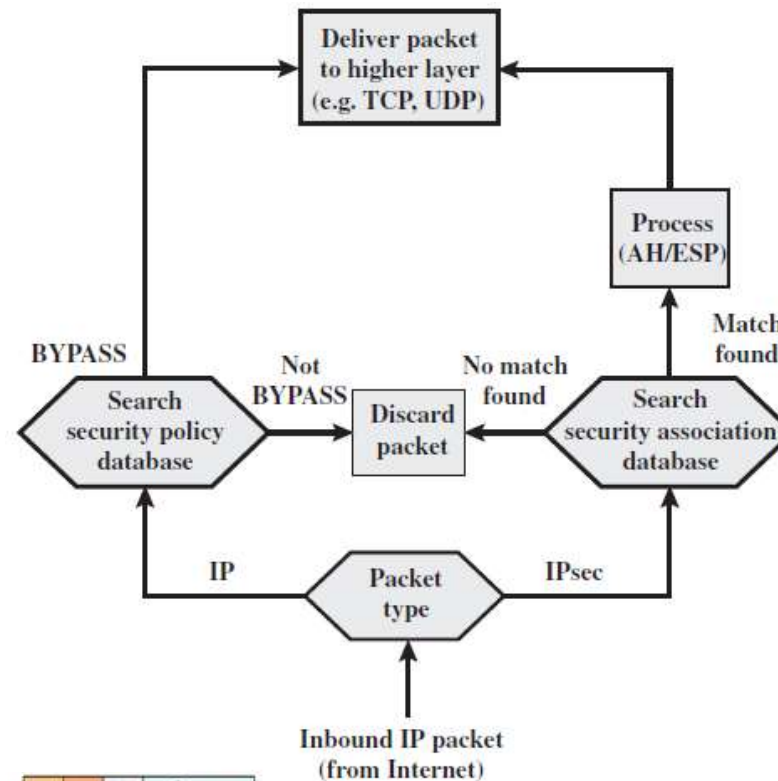 Deliver packet
to higher layer
(e.g. TCP, UDP)
Process
(AH/ESP)
BYPASS
Not
BYPASS
No match
found
Match
found
Search
security policy
database
Discard
packet
Search
security association
database
IP
Packet
type
IPsec
Inbound IP packet
(from Internet)